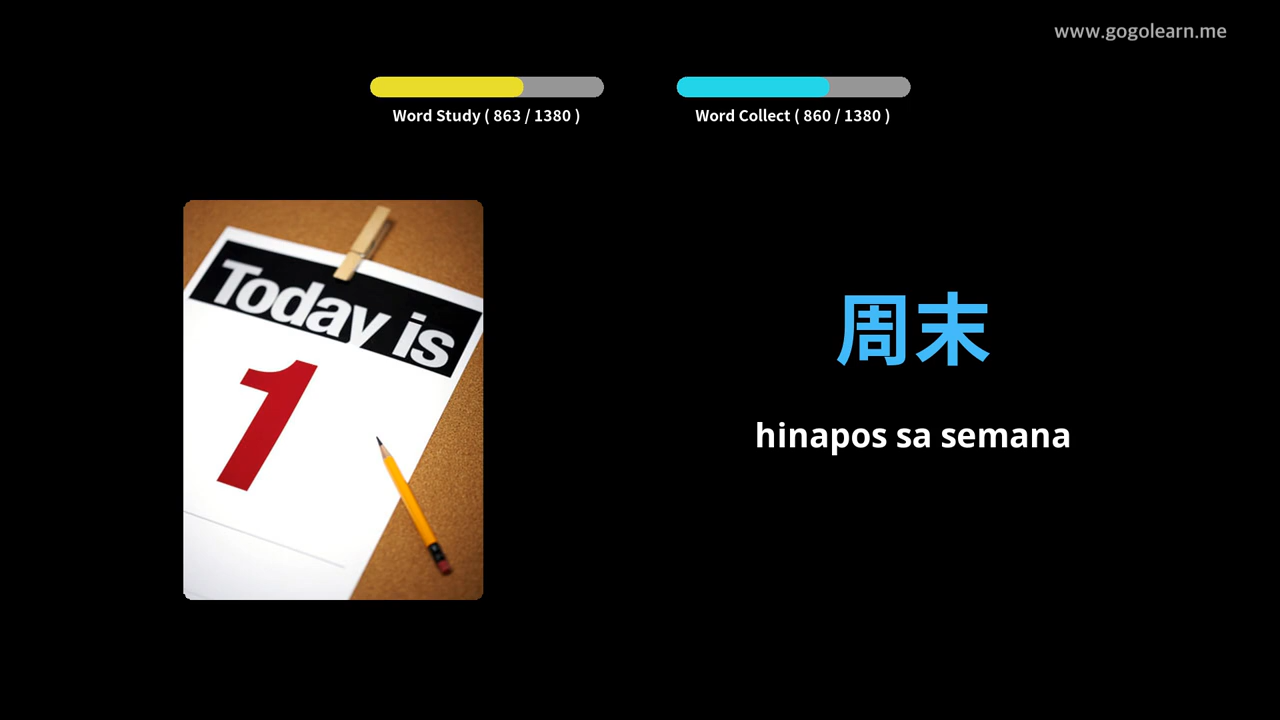 www.gogolearn.me
Word Study ( 863 / 1380 )
Word Collect ( 860 / 1380 )
Today is
1
周末
hinapos sa semana